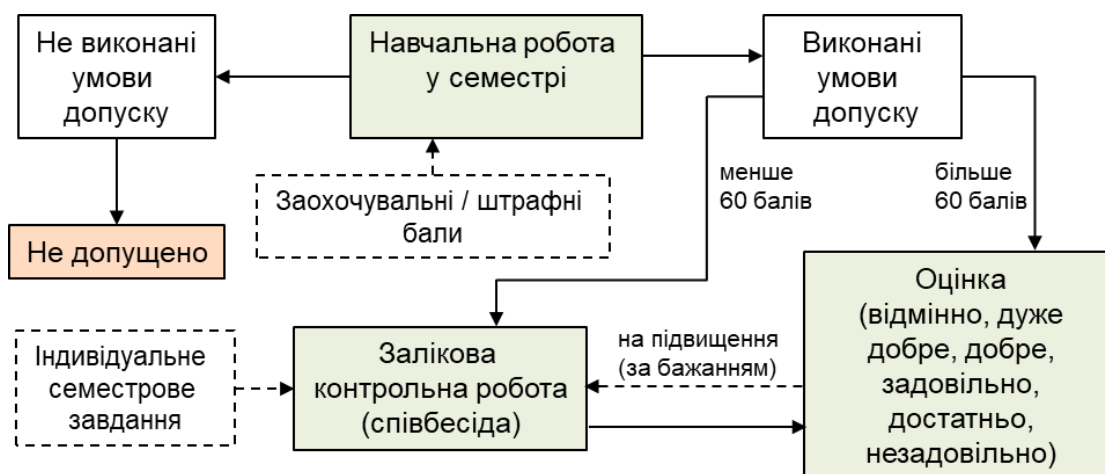 Не виконані
умови
допуску
Навчальна робота
у семестрі
Виконані
умови
допуску
Заохочувальні / штрафні
бали
менше
60 балів
більше
60 балів
Не допущено
Індивідуальне
семестрове
завдання
Залікова
контрольна робота
(співбесіда)
на підвищення
(за бажанням)
Оцінка
(відмінно, дуже
добре, добре,
задовільно,
достатньо,
незадовільно)